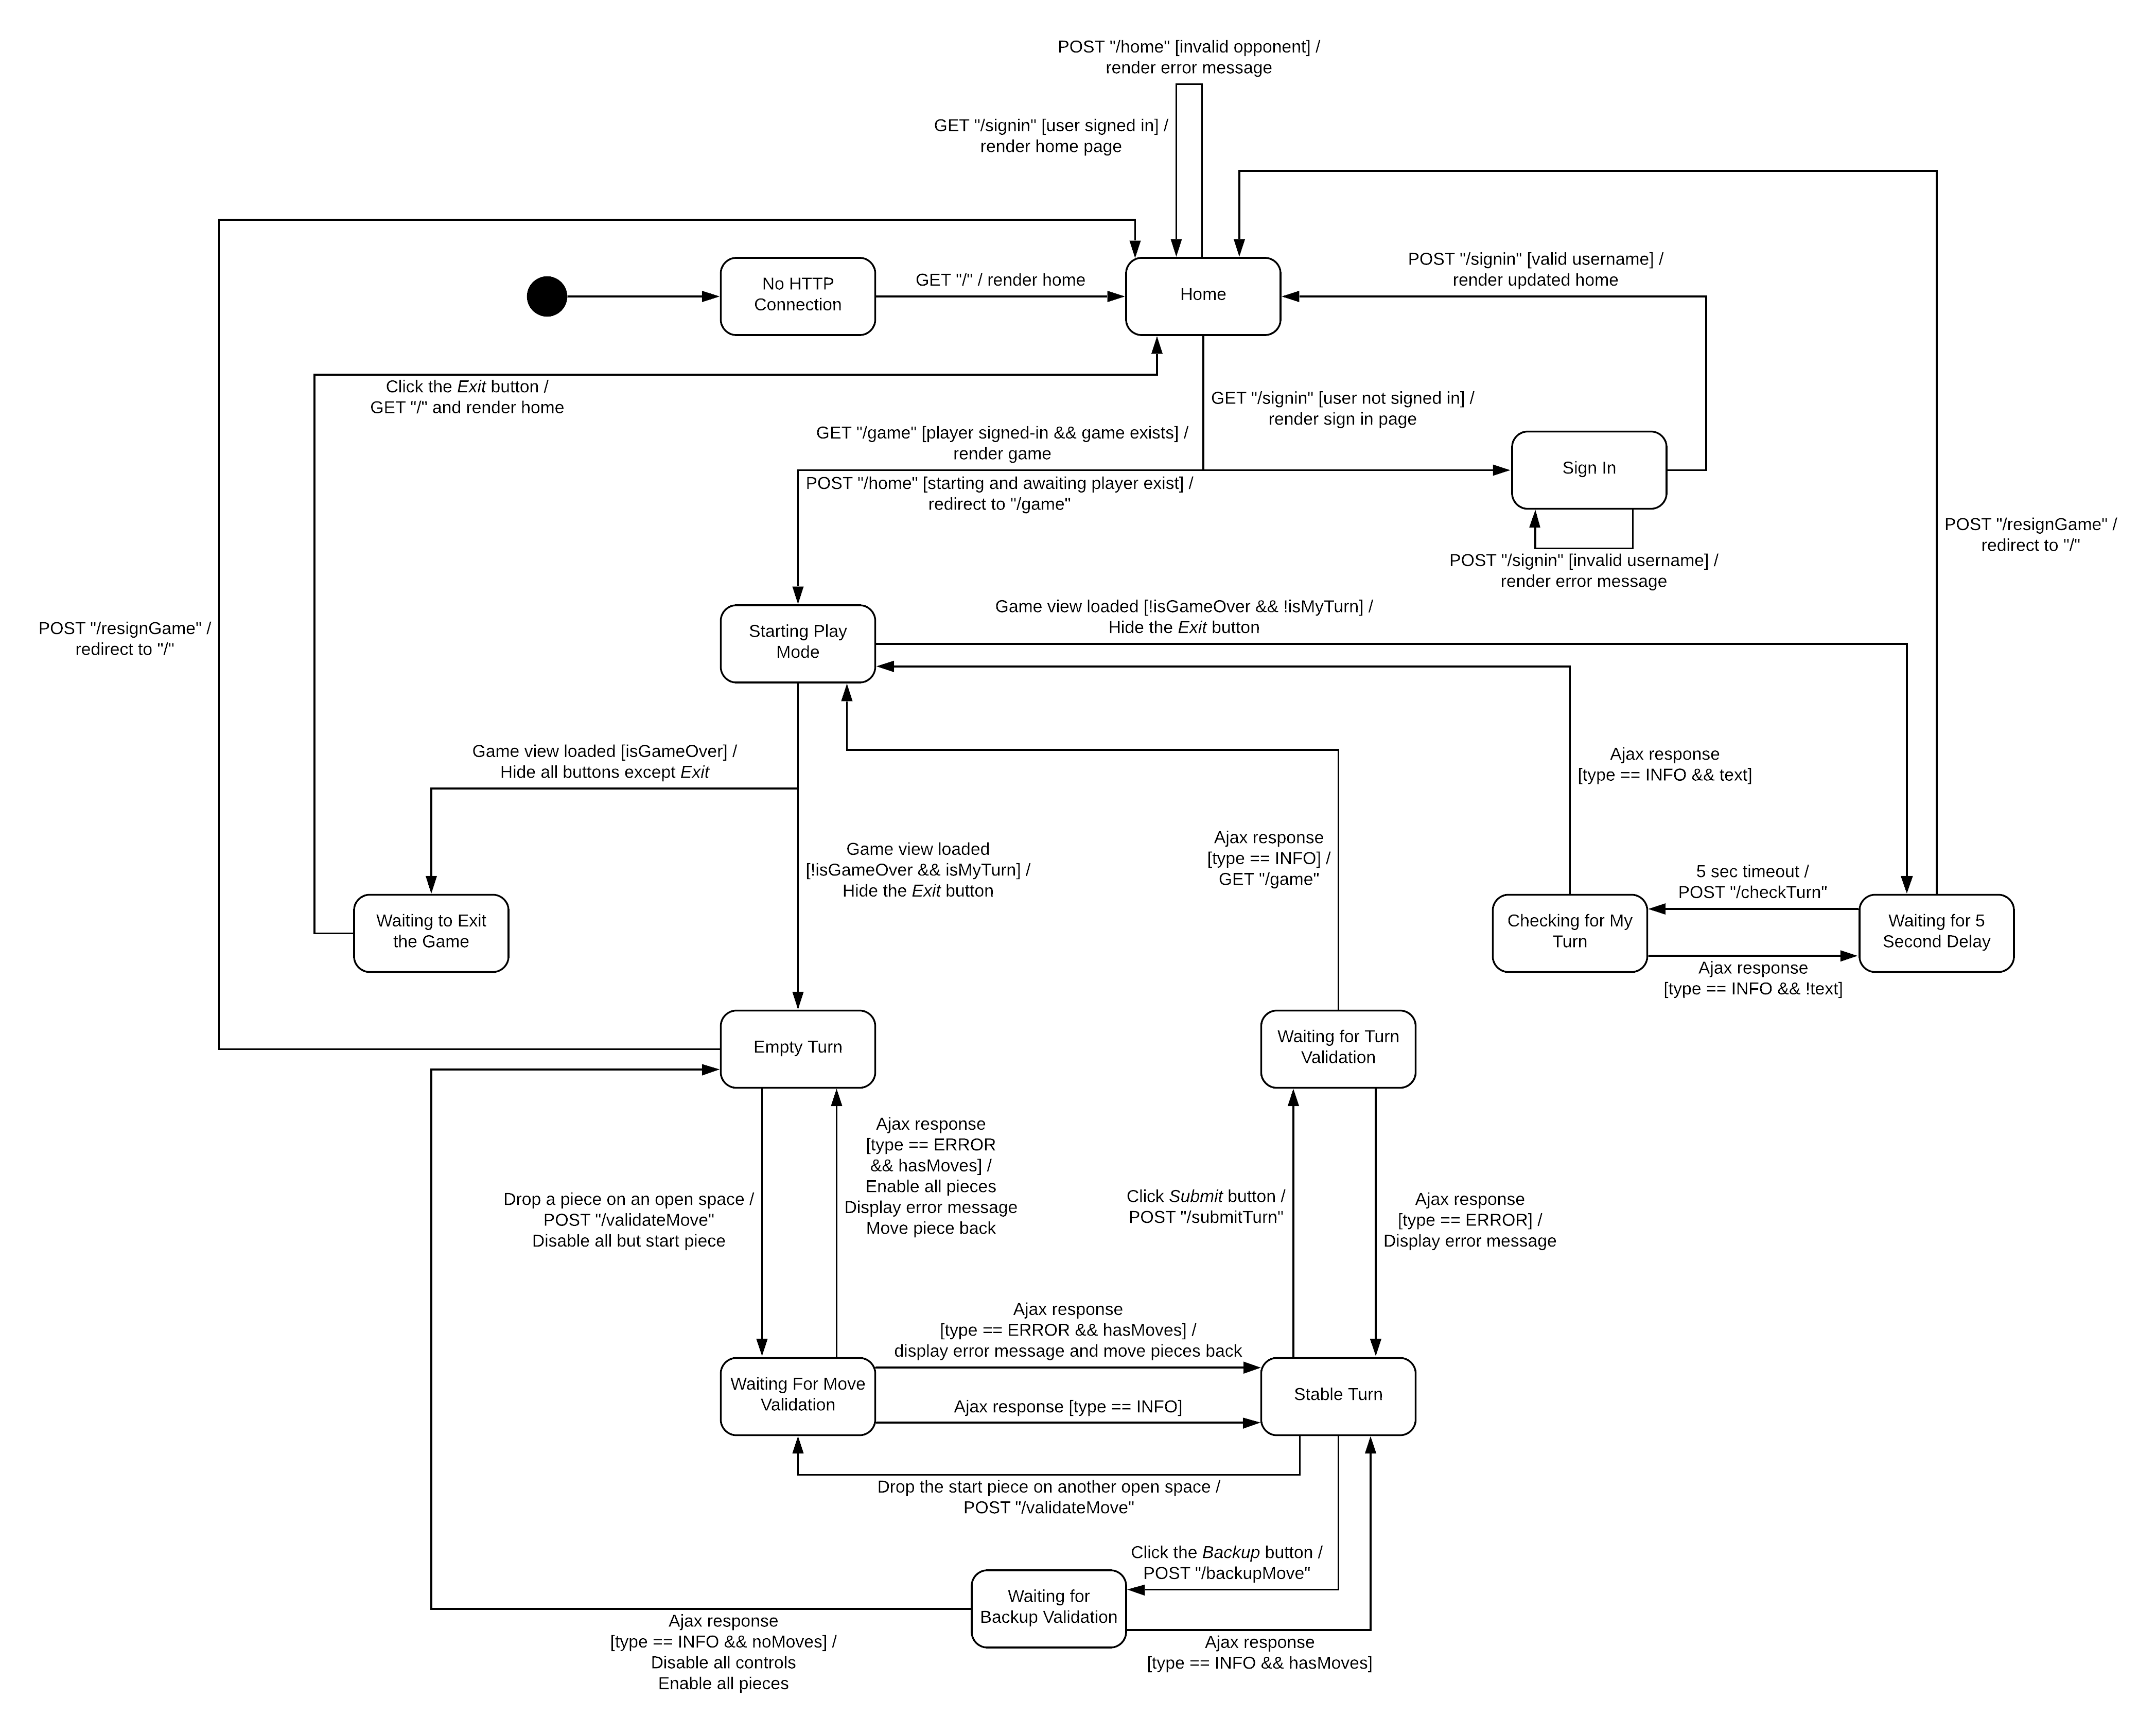 POST "/home" [invalid opponent] /
render error message
GET "/signin" [user signed in] /
render home page
No HTTP
Connection
GET "/" / render home
Home
POST "/signin" [valid username] /
render updated home
Click the Exit button /
GET "/" and render home
GET "/signin" [user not signed in] /
render sign in page
GET "/game" [player signed-in && game exists] /
render game
POST "/home" [starting and awaiting player exist] /
redirect to "/game"
Sign In
POST "/signin" [invalid username] /
render error message
POST "/resignGame" /
redirect to "/"
POST "/resignGame" /
redirect to "/"
Starting Play
Mode
Game view loaded [!isGameOver && !isMyTurn] /
Hide the Exit button
Game view loaded [isGameOver] /
Hide all buttons except Exit
Ajax response
[type == INFO && text]
Game view loaded
[!isGameOver && isMyTurn] /
Hide the Exit button
Ajax response
[type == INFO] /
GET "/game"
5 sec timeout /
POST "/checkTurn"
Waiting to Exit
the Game
Checking for My
Turn
Waiting for 5
Second Delay
Ajax response
[type == INFO && !text]
Empty Turn
Waiting for Turn
Validation
Drop a piece on an open space /
POST "/validateMove"
Disable all but start piece
Ajax response
[type == ERROR
&& hasMoves] /
Enable all pieces
Display error message
Move piece back
Click Submit button /
POST "/submitTurn"
Ajax response
[type == ERROR] /
Display error message
Ajax response
[type == ERROR && hasMoves] /
display error message and move pieces back
Waiting For Move
Validation
Ajax response [type == INFO]
Stable Turn
Drop the start piece on another open space /
POST "/validateMove"
Click the Backup button /
POST "/backupMove"
Waiting for
Backup Validation
Ajax response
[type == INFO && noMoves] /
Disable all controls
Enable all pieces
Ajax response
[type == INFO && hasMoves]